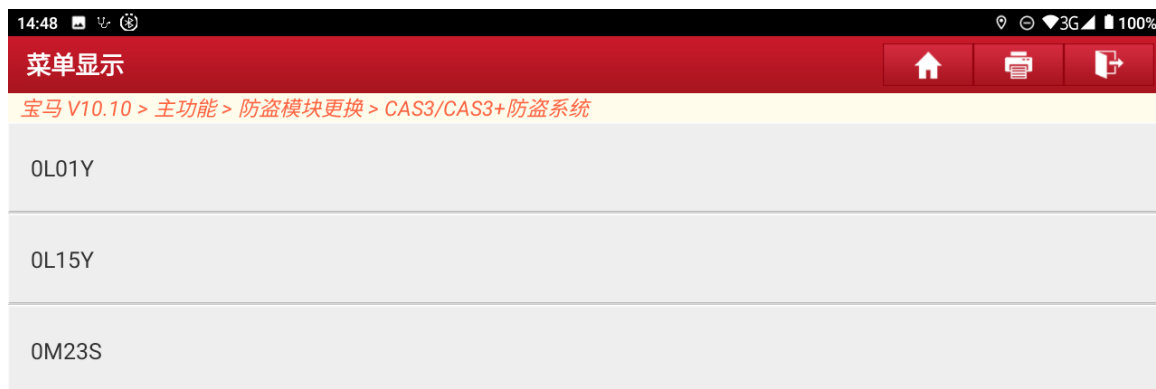 14:48 3G 100%
菜单显示
宝马 V10.10 > 主功能 > 防盗模块更换 > CAS3/CAS3+防盗系统
0L01Y
0L15Y
0M23S